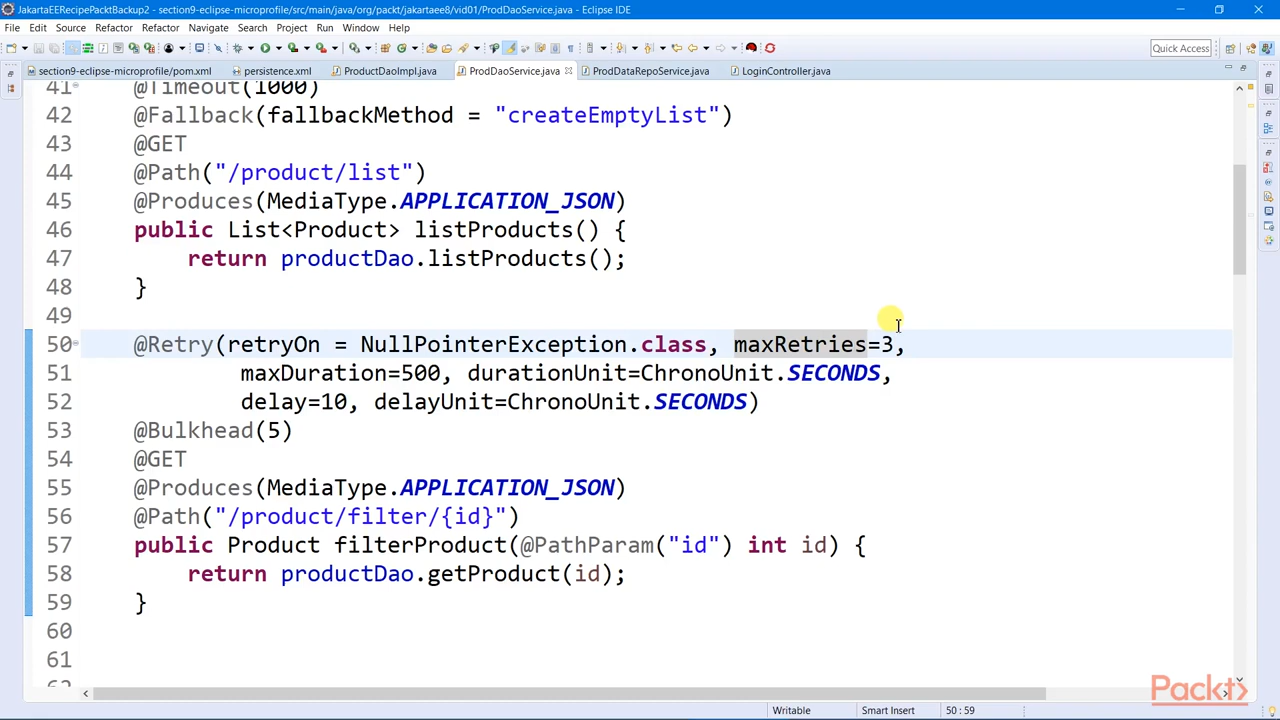 JakartaEERecipePacktBackup2 - section9-eclipse-microprofile/src/main/java/org/packt/jakartaee8/vid01/ProdDaoService.java - Eclipse IDE
File Edit Source Refactor Refactor Navigate Search Project Run Window Help
Quick Access
section9-eclipse-microprofile/pom.xml persistence.xml ProductDaoImpl.java ProdDaoService.java ProdDataRepoService.java LoginController.java
41 @Timeout(1000)
42 @Fallback(fallbackMethod = "createEmptyList")
43 @GET
44 @Path("/product/list")
45 @Produces(MediaType.APPLICATION_JSON)
46 public List<Product> listProducts() {
47 return productDao.listProducts();
48 }
49
50 @Retry(retryOn = NullPointerException.class, maxRetries=3,
51 maxDuration=500, durationUnit=ChronoUnit.SECONDS,
52 delay=10, delayUnit=ChronoUnit.SECONDS)
53 @Bulkhead(5)
54 @GET
55 @Produces(MediaType.APPLICATION_JSON)
56 @Path("/product/filter/{id}")
57 public Product filterProduct(@PathParam("id") int id) {
58 return productDao.getProduct(id);
59 }
60
61
62
Packt
Writable Smart Insert 50 : 59